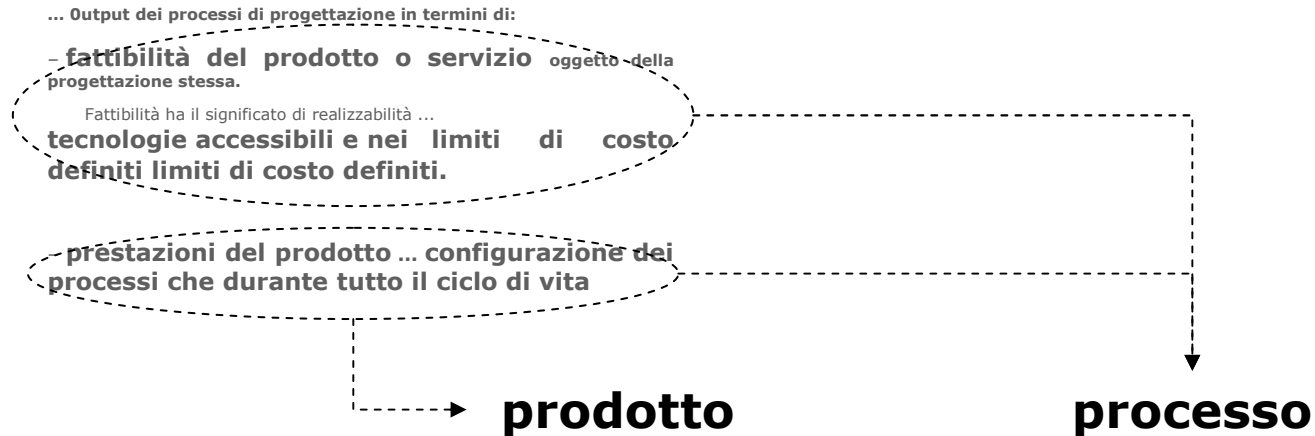 ... 0utput dei processi di progettazione in termini di:
– fattibilità del prodotto o servizio oggetto della
progettazione stessa.
Fattibilità ha il significato di realizzabilità ...
tecnologie accessibili e nei limiti di costo
definiti limiti di costo definiti.
– prestazioni del prodotto ... configurazione dei
processi che durante tutto il ciclo di vita
prodotto processo